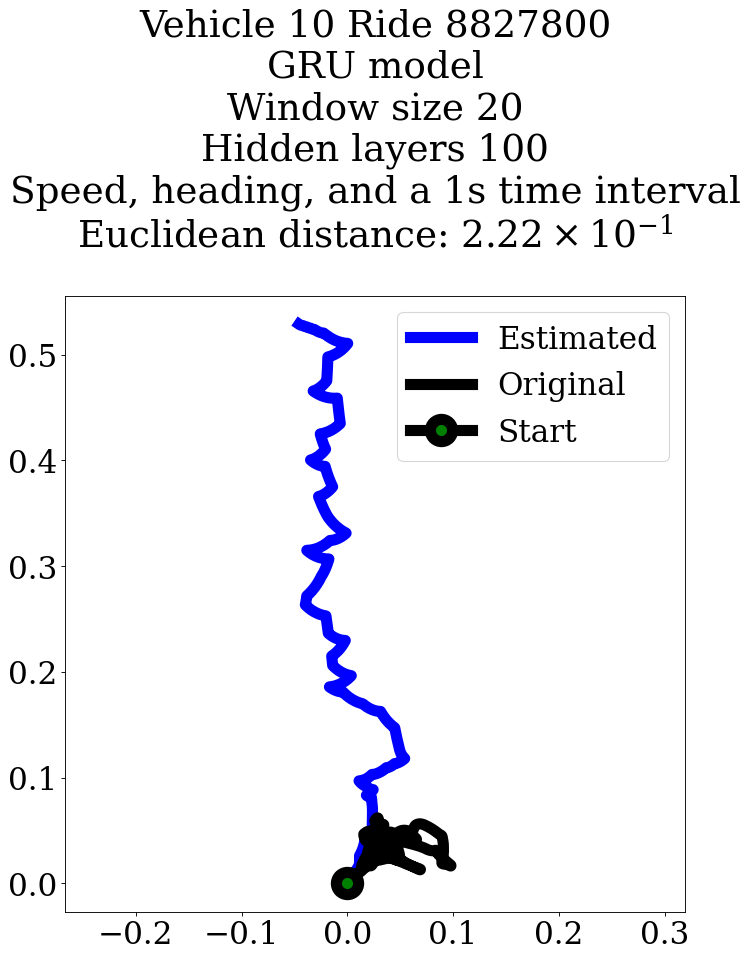 Vehicle 10 Ride 8827800
GRU model
Window size 20
Hidden layers 100
Speed, heading, and a 1s time interval
Euclidean distance: 2.22 × 10⁻¹
Estimated
Original
Start
0.5
0.4
0.3
0.2
0.1
0.0
−0.2
−0.1
0.0
0.1
0.2
0.3